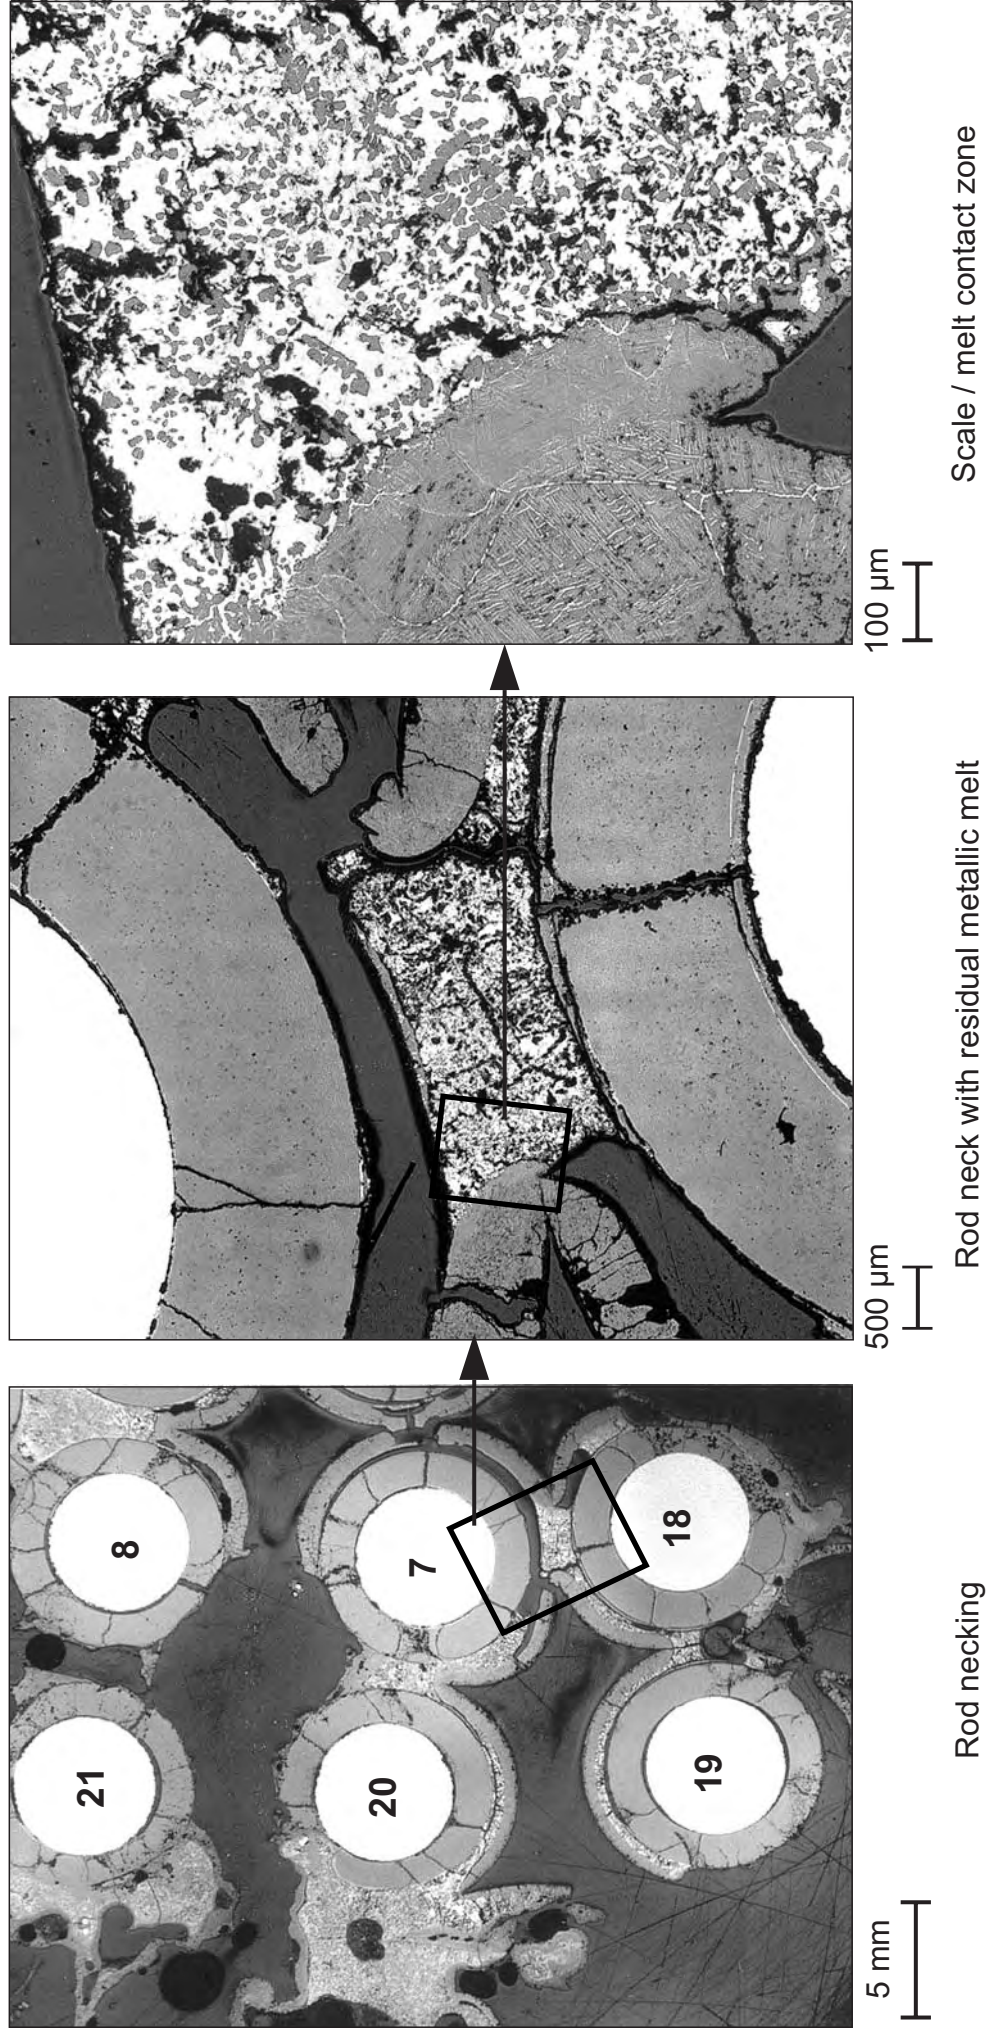 21 8
20 7
19 18
5 mm
500 µm
100 µm
Rod necking
Rod neck with residual metallic melt
Scale / melt contact zone